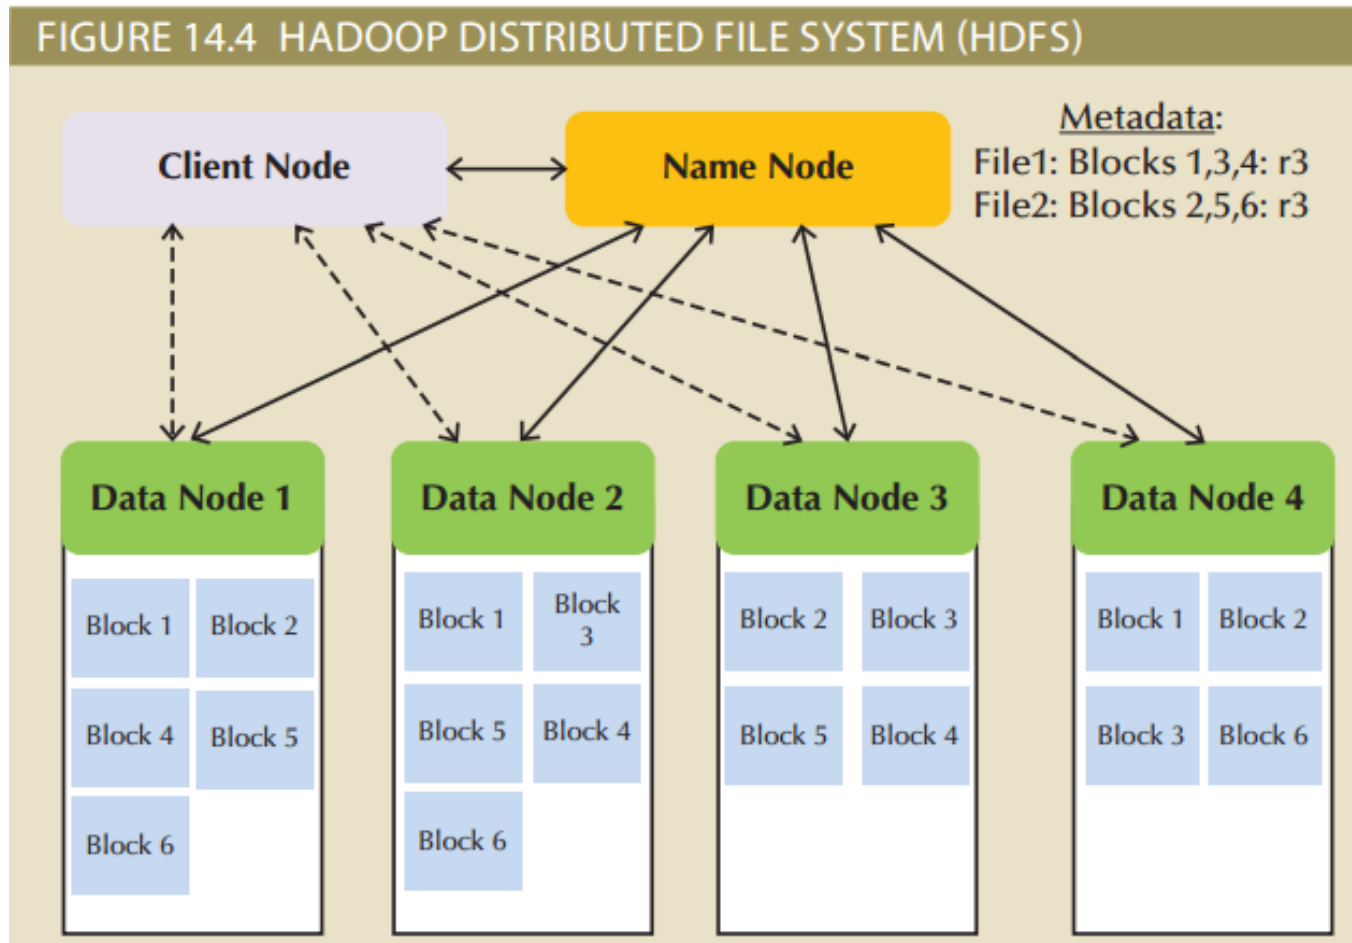 FIGURE 14.4 HADOOP DISTRIBUTED FILE SYSTEM (HDFS)
Client Node
Name Node
Metadata:
File1: Blocks 1,3,4: r3
File2: Blocks 2,5,6: r3
Data Node 1
Data Node 2
Data Node 3
Data Node 4
Block 1
Block 2
Block 4
Block 5
Block 6
Block 1
Block
3
Block 5
Block 4
Block 6
Block 2
Block 3
Block 5
Block 4
Block 1
Block 2
Block 3
Block 6